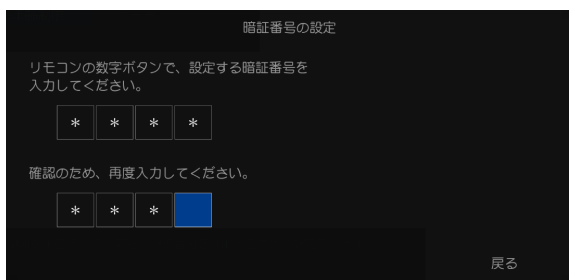 暗証番号の設定
リモコンの数字ボタンで、設定する暗証番号を
入力してください。
* * * *
確認のため、再度入力してください。
* * *
戻る